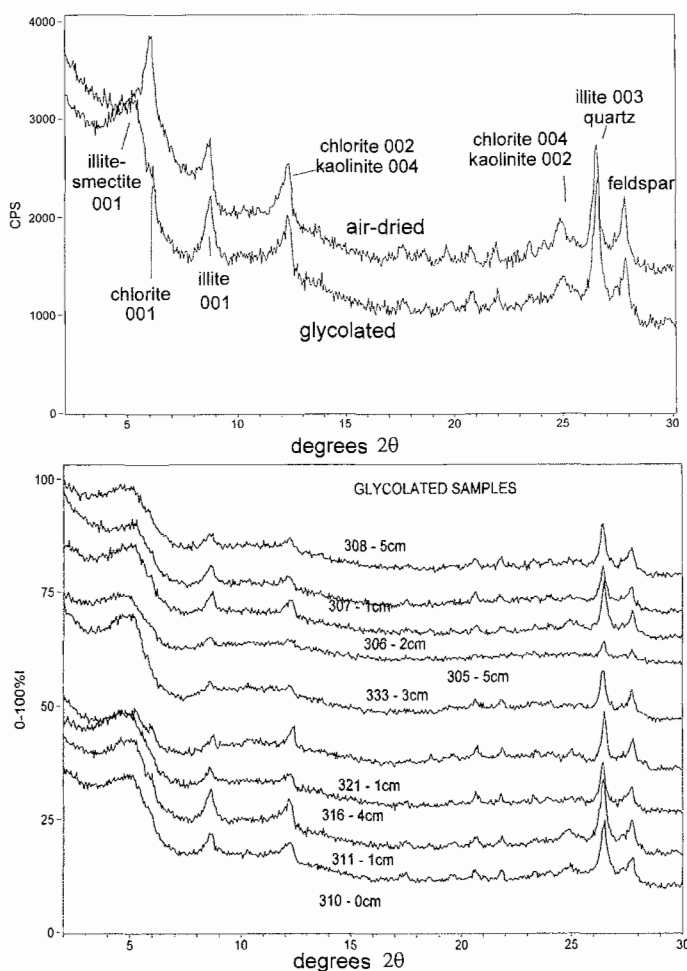 4000
3000
2000
1000
0
CPS
illite 003
quartz
chlorite 002
kaolinite 004
chlorite 004
kaolinite 002
feldspar
illite-
smectite
001
air-dried
chlorite
001
illite
001
glycolated
5
10
15
20
25
30
degrees 2θ
100
75
50
25
0
0-100%I
GLYCOLATED SAMPLES
308 - 5cm
307 - 1cm
306 - 2cm
305 - 5cm
333 - 3cm
321 - 1cm
316 - 4cm
311 - 1cm
310 - 0cm
5
10
15
20
25
30
degrees 2θ